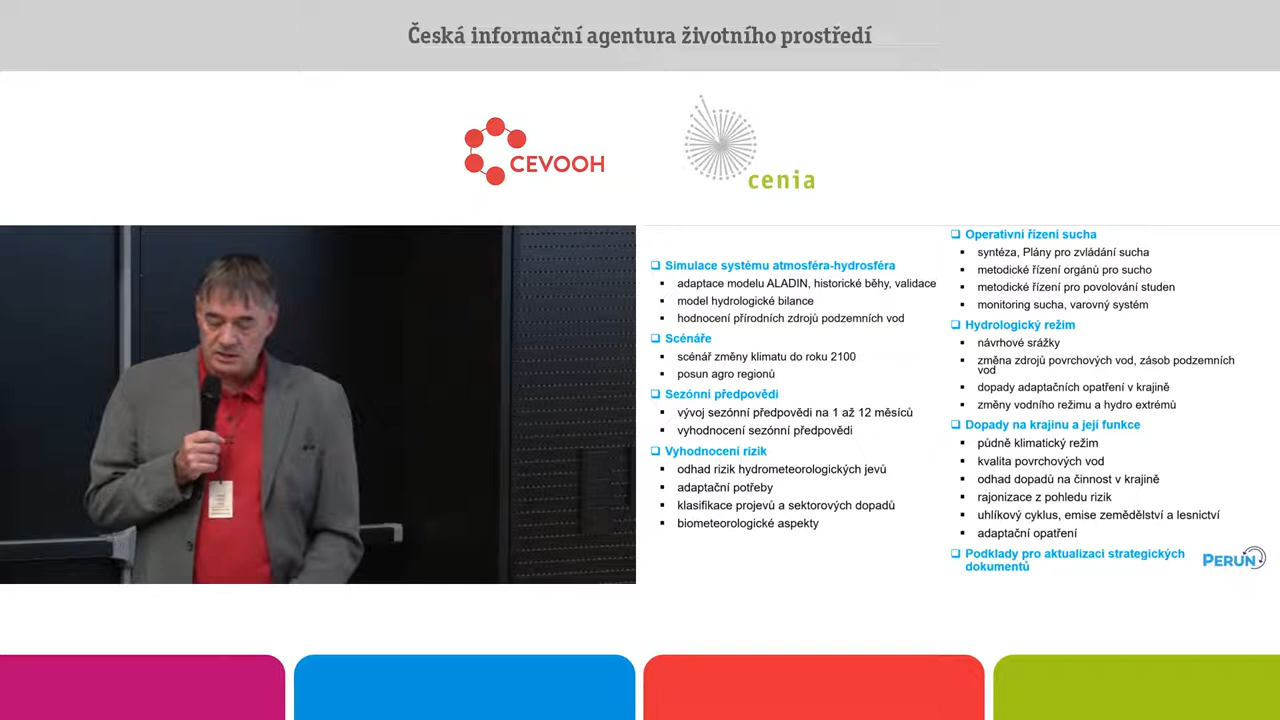 Česká informační agentura životního prostředí
CEVOOH
cenia
Simulace systému atmosféra-hydrosféra
adaptace modelu ALADIN, historické běhy, validace
model hydrologické bilance
hodnocení přírodních zdrojů podzemních vod
Scénáře
scénář změny klimatu do roku 2100
posun agro regionů
Sezónní předpovědi
vývoj sezónní předpovědi na 1 až 12 měsíců
vyhodnocení sezónní předpovědi
Vyhodnocení rizik
odhad rizik hydrometeorologických jevů
adaptační potřeby
klasifikace projevů a sektorových dopadů
biometeorologické aspekty
Operativní řízení sucha
syntéza, Plány pro zvládání sucha
metodické řízení orgánů pro sucho
metodické řízení pro povolování studen
monitoring sucha, varovný systém
Hydrologický režim
návrhové srážky
změna zdrojů povrchových vod, zásob podzemních
vod
dopady adaptačních opatření v krajině
změny vodního režimu a hydro extrémů
Dopady na krajinu a její funkce
půdně klimatický režim
kvalita povrchových vod
odhad dopadů na činnost v krajině
rajonizace z pohledu rizik
uhlíkový cyklus, emise zemědělství a lesnictví
adaptační opatření
Podklady pro aktualizaci strategických
dokumentů
PERUN